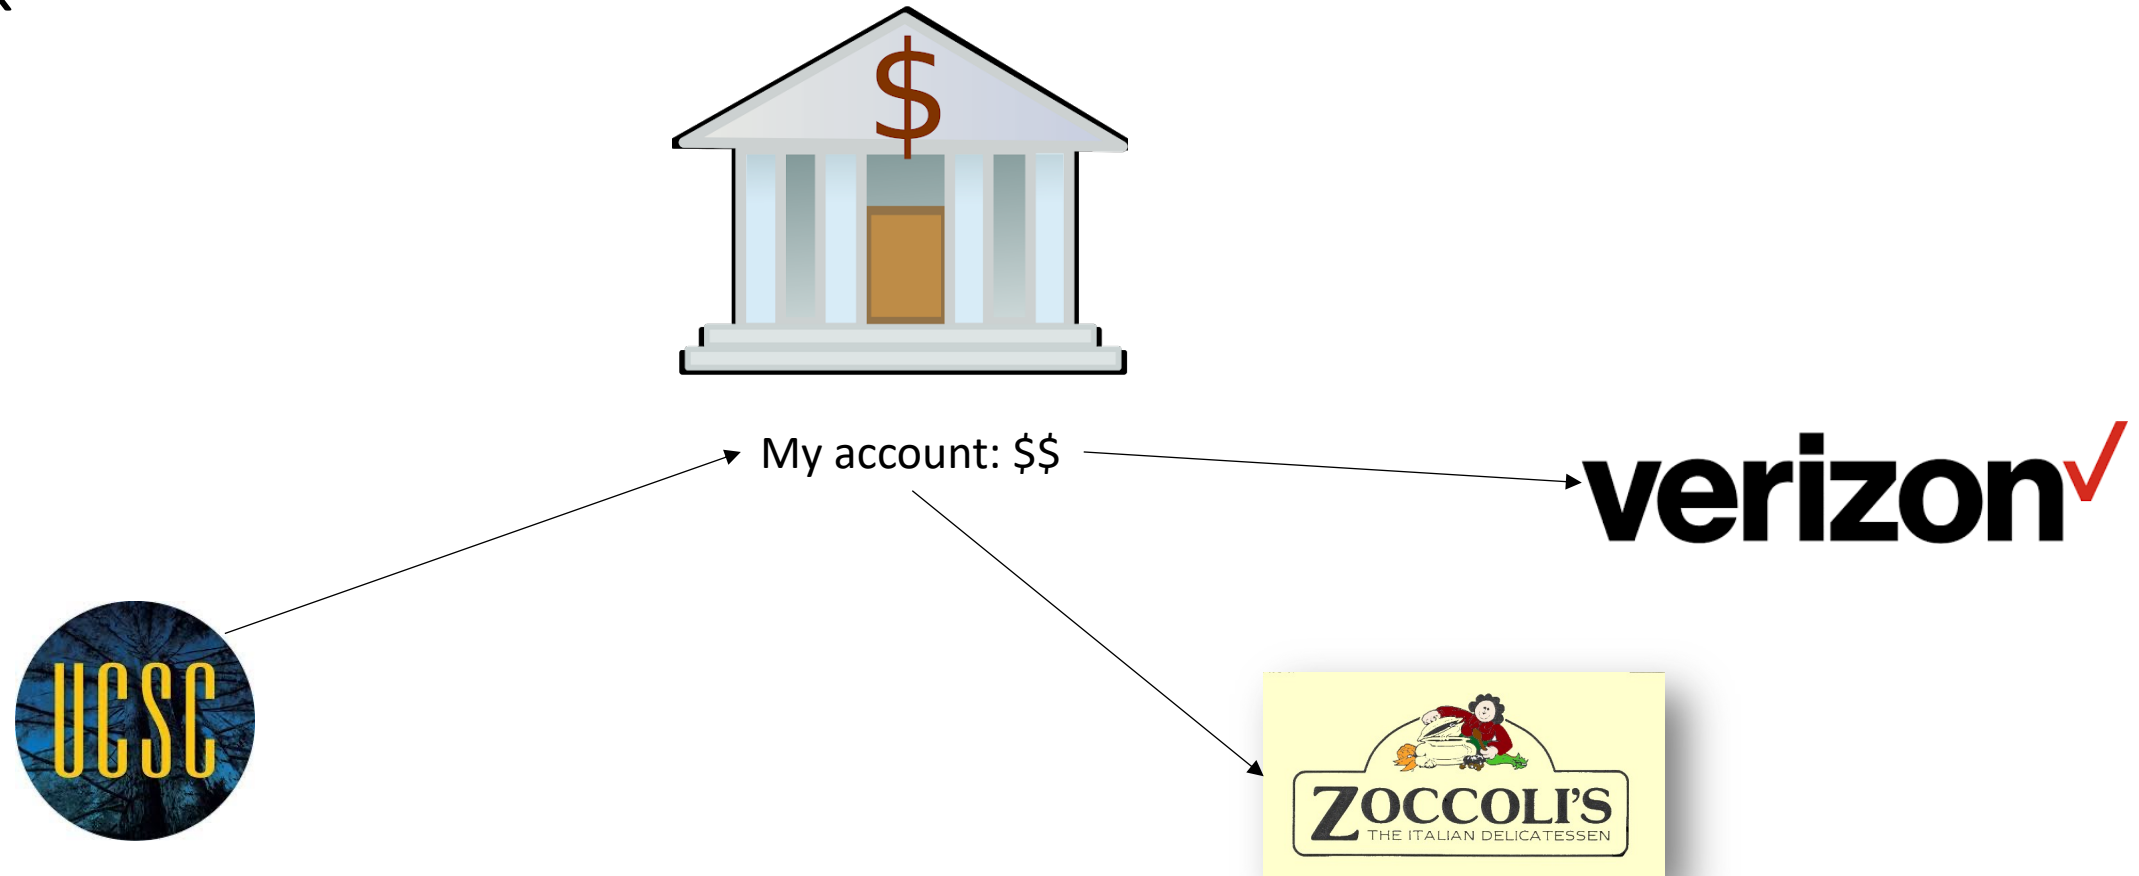 $
My account: $$
verizon
UCSC
ZOCCOLI'S
THE ITALIAN DELICATESSEN